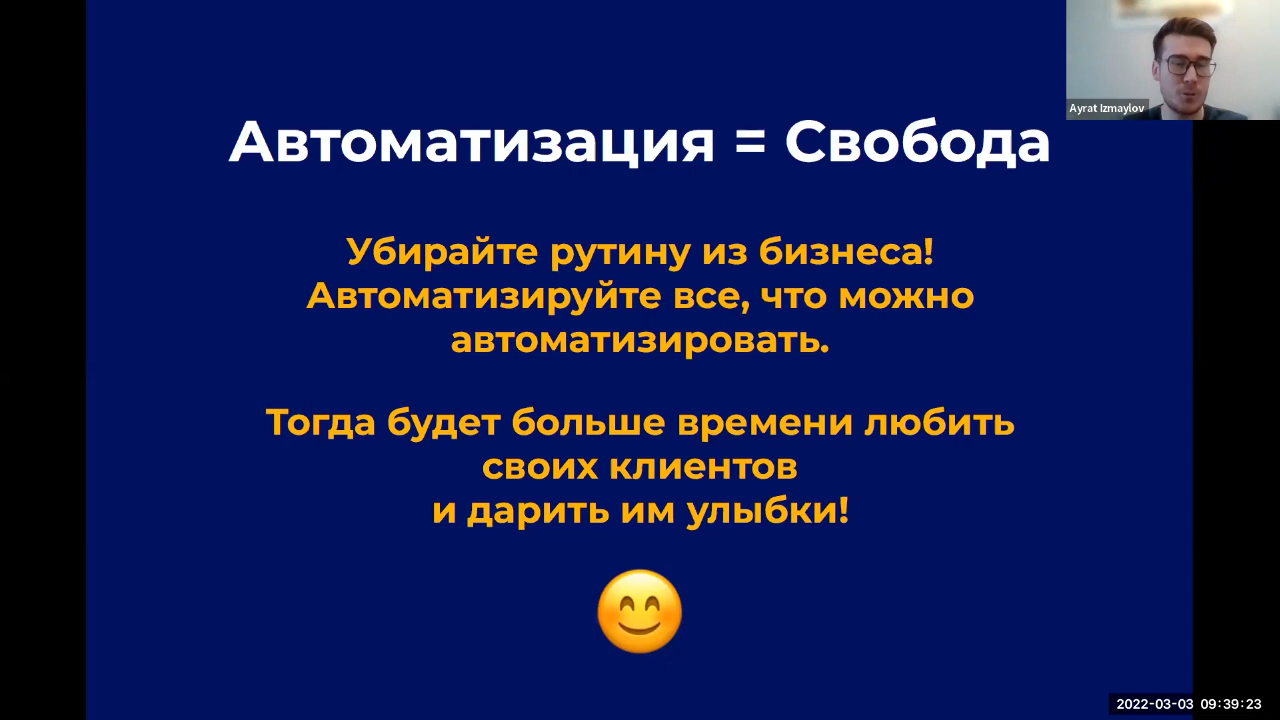 Ayrat Izmaylov
Автоматизация = Свобода
Убирайте рутину из бизнеса!
Автоматизируйте все, что можно
автоматизировать.
Тогда будет больше времени любить
своих клиентов
и дарить им улыбки!
2022-03-03 09:39:23